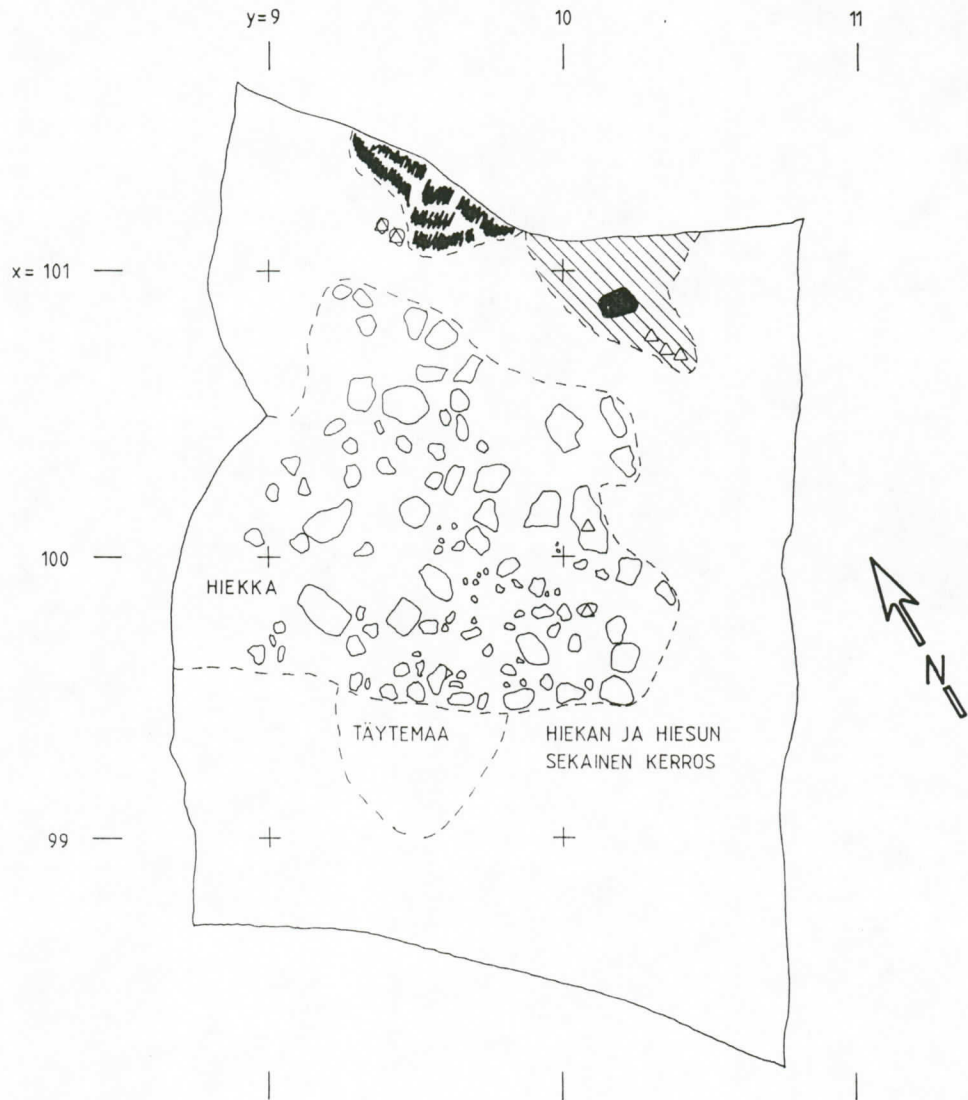 y=9 10 11
x= 101
100
HIEKKA
TÄYTEMAA
HIEKAN JA HIESUN
SEKAINEN KERROS
N
99